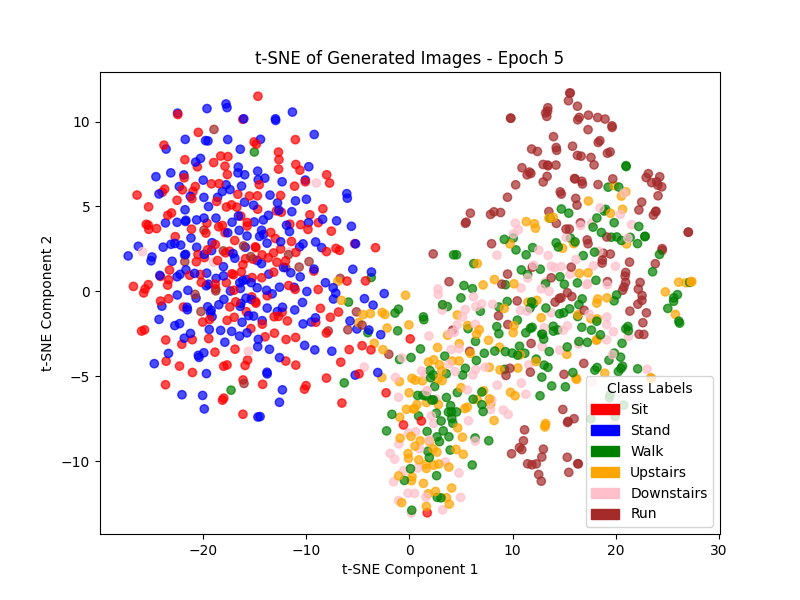 t-SNE of Generated Images - Epoch 5
10
5
0
−5
−10
t-SNE Component 2
−20
−10
0
10
20
30
t-SNE Component 1
Class Labels
Sit
Stand
Walk
Upstairs
Downstairs
Run